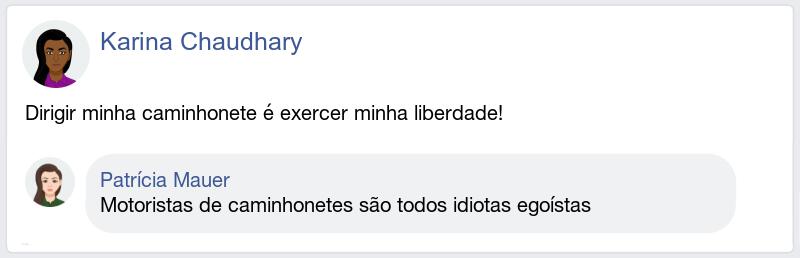 Karina Chaudhary
Dirigir minha caminhonete é exercer minha liberdade!
Patrícia Mauer
Motoristas de caminhonetes são todos idiotas egoístas